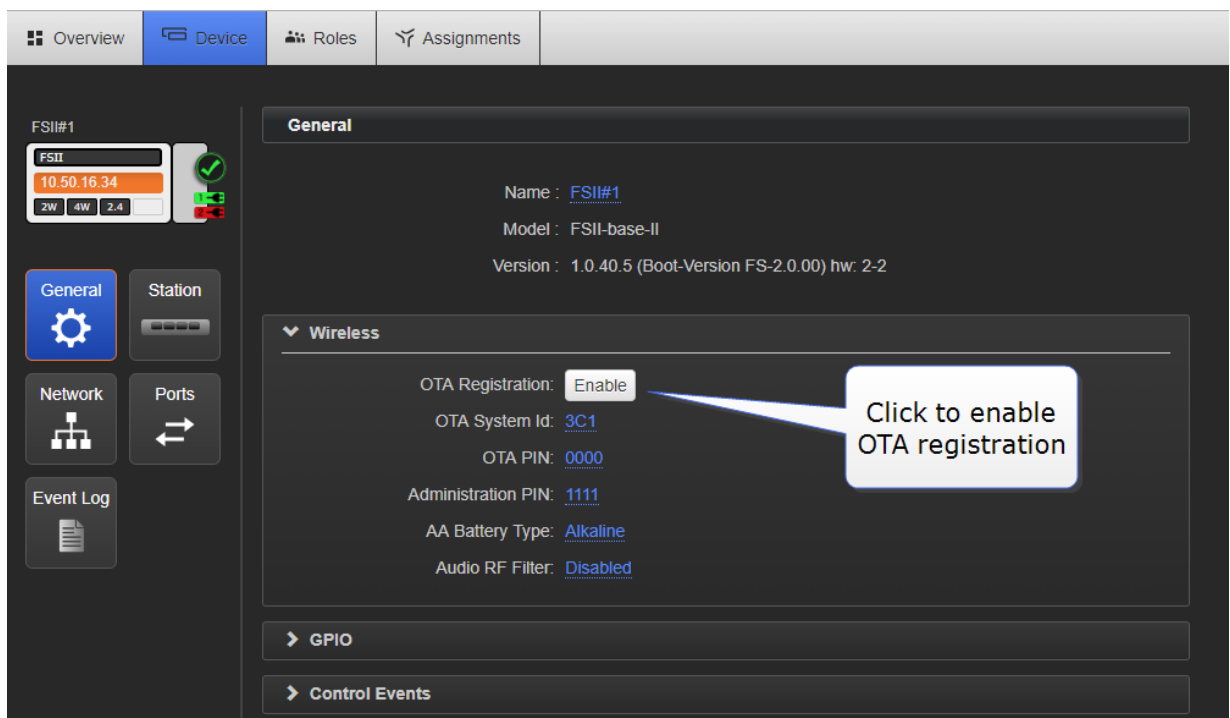 Overview
Device
Roles
Assignments
FSII#1
FSII
10.50.16.34
2W 4W 2.4
1
2
General
Station
Network
Ports
Event Log
General
Name : FSII#1
Model : FSII-base-II
Version : 1.0.40.5 (Boot-Version FS-2.0.00) hw: 2-2
Wireless
OTA Registration: Enable
OTA System Id: 3C1
OTA PIN: 0000
Administration PIN: 1111
AA Battery Type: Alkaline
Audio RF Filter: Disabled
Click to enable
OTA registration
GPIO
Control Events